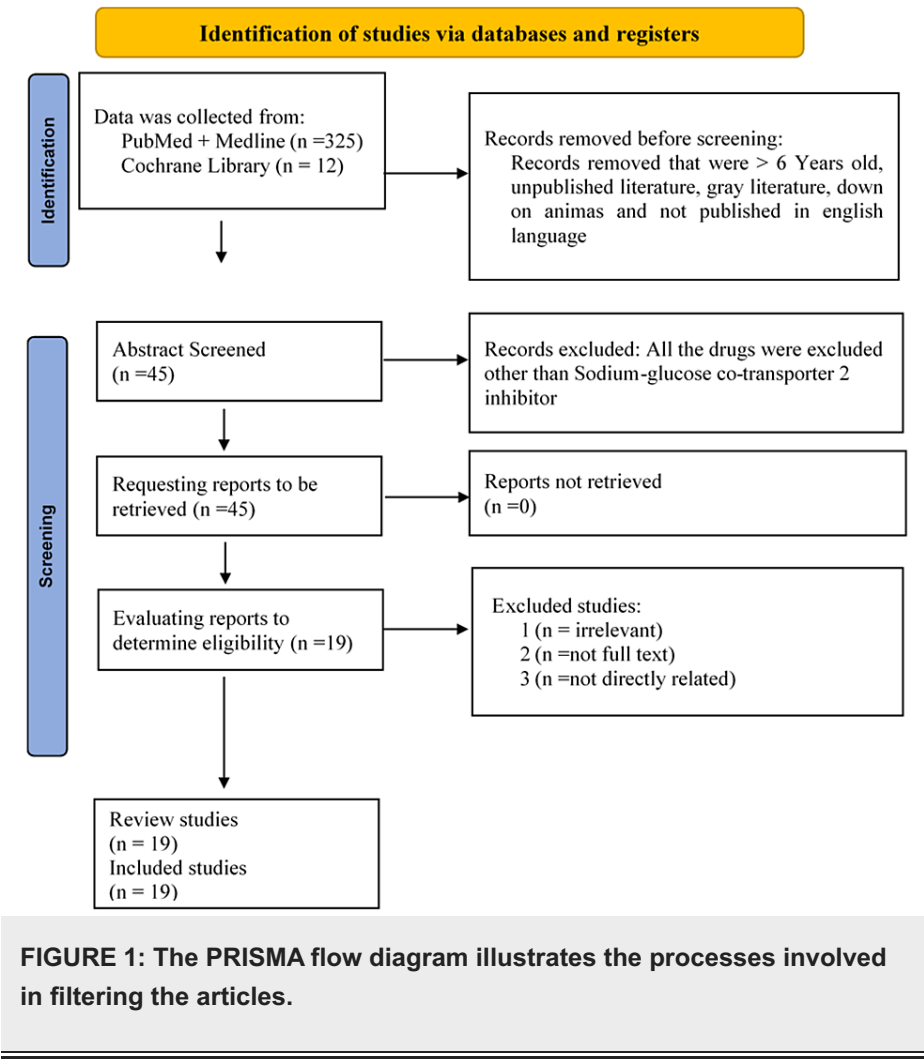 Identification of studies via databases and registers
Identification
Data was collected from:
PubMed + Medline (n =325)
Cochrane Library (n = 12)
Records removed before screening:
Records removed that were > 6 Years old,
unpublished literature, gray literature, down
on animas and not published in english
language
Screening
Abstract Screened
(n =45)
Records excluded: All the drugs were excluded
other than Sodium-glucose co-transporter 2
inhibitor
Requesting reports to be
retrieved (n =45)
Reports not retrieved
(n =0)
Evaluating reports to
determine eligibility (n =19)
Excluded studies:
1 (n = irrelevant)
2 (n =not full text)
3 (n =not directly related)
Review studies
(n = 19)
Included studies
(n = 19)
FIGURE 1: The PRISMA flow diagram illustrates the processes involved
in filtering the articles.